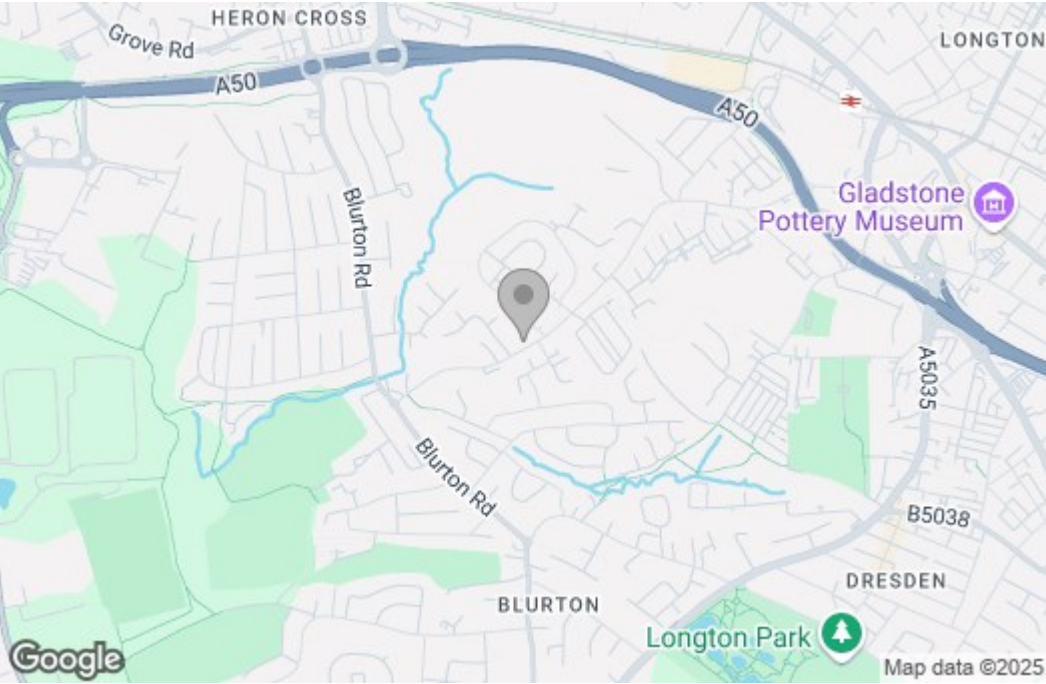 HERON CROSS
Grove Rd
LONGTON
A50
A50
Blurton Rd
Gladstone
Pottery Museum
A5035
Blurton Rd
B5038
DRESDEN
BLURTON
Longton Park
Google
Map data ©2025